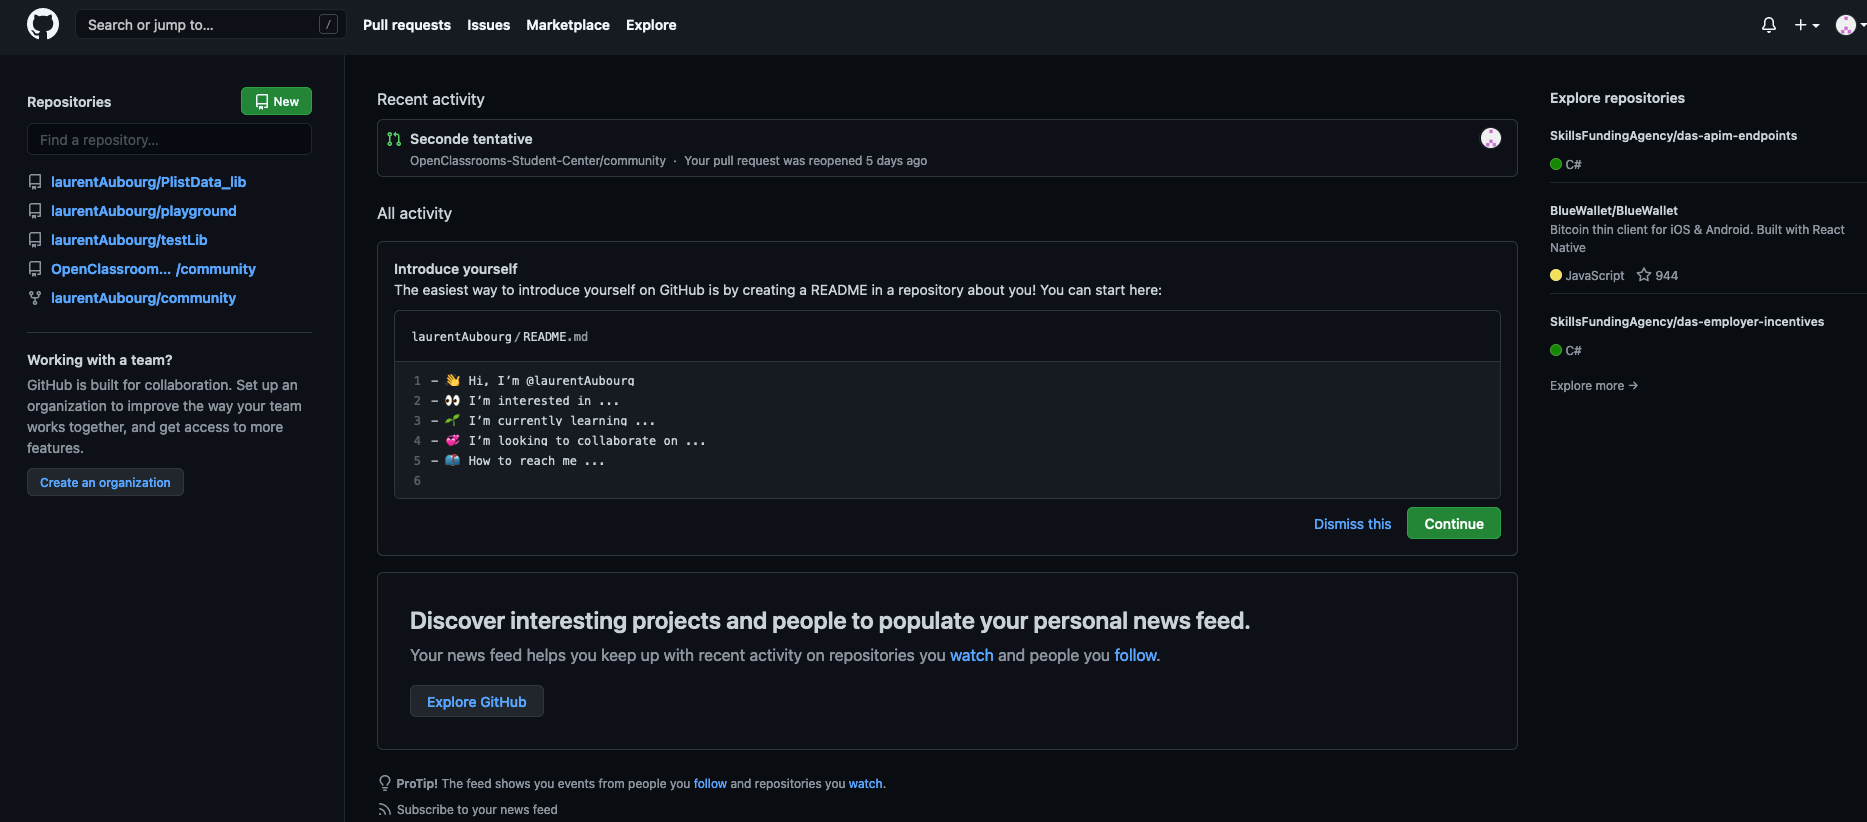 Search or jump to...
/
Pull requests
Issues
Marketplace
Explore
Repositories
New
Find a repository...
laurentAubourg/PlistData_lib
laurentAubourg/playground
laurentAubourg/testLib
OpenClassroom... /community
laurentAubourg/community
Working with a team?
GitHub is built for collaboration. Set up an
organization to improve the way your team
works together, and get access to more
features.
Create an organization
Recent activity
Seconde tentative
OpenClassrooms-Student-Center/community · Your pull request was reopened 5 days ago
All activity
Introduce yourself
The easiest way to introduce yourself on GitHub is by creating a README in a repository about you! You can start here:
laurentAubourg/README.md
1 - 👋 Hi, I’m @laurentAubourg
2 - 👀 I’m interested in ...
3 - 🌱 I’m currently learning ...
4 - 💞️ I’m looking to collaborate on ...
5 - 📫 How to reach me ...
6
Dismiss this
Continue
Discover interesting projects and people to populate your personal news feed.
Your news feed helps you keep up with recent activity on repositories you watch and people you follow.
Explore GitHub
ProTip! The feed shows you events from people you follow and repositories you watch.
Subscribe to your news feed
Explore repositories
SkillsFundingAgency/das-apim-endpoints
C#
BlueWallet/BlueWallet
Bitcoin thin client for iOS & Android. Built with React
Native
JavaScript 944
SkillsFundingAgency/das-employer-incentives
C#
Explore more →